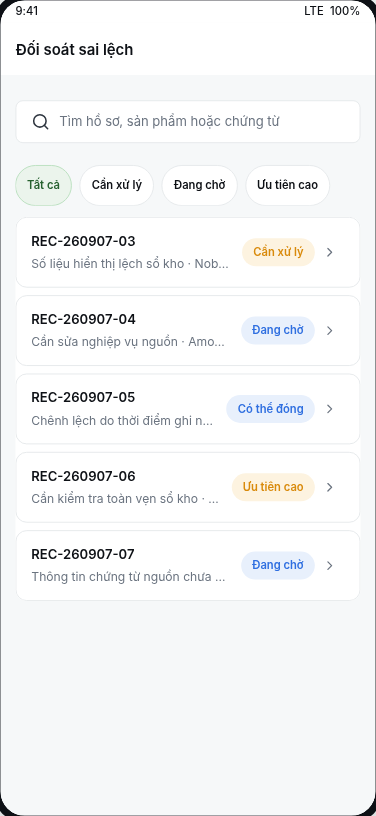 9:41
LTE 100%
Đối soát sai lệch
Tìm hồ sơ, sản phẩm hoặc chứng từ
Tất cả
Cần xử lý
Đang chờ
Ưu tiên cao
REC-260907-03
Số liệu hiển thị lệch sổ kho · Nob...
Cần xử lý
REC-260907-04
Cần sửa nghiệp vụ nguồn · Amo...
Đang chờ
REC-260907-05
Chênh lệch do thời điểm ghi n...
Có thể đóng
REC-260907-06
Cần kiểm tra toàn vẹn sổ kho · ...
Ưu tiên cao
REC-260907-07
Thông tin chứng từ nguồn chưa ...
Đang chờ